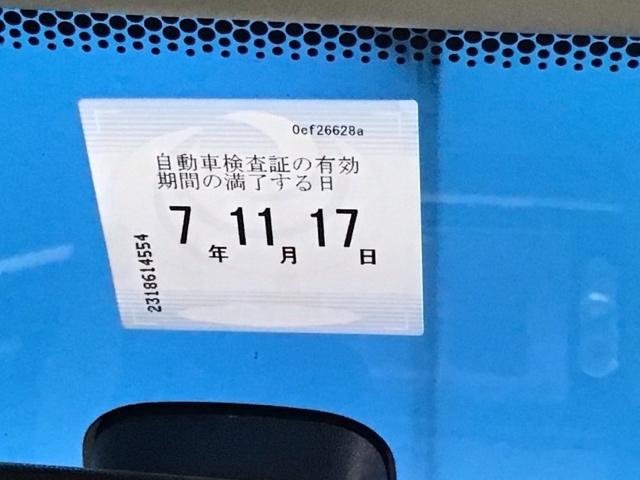 0ef26628a
自動車検査証の有効
期間の満了する日
7年11月17日
2318614554